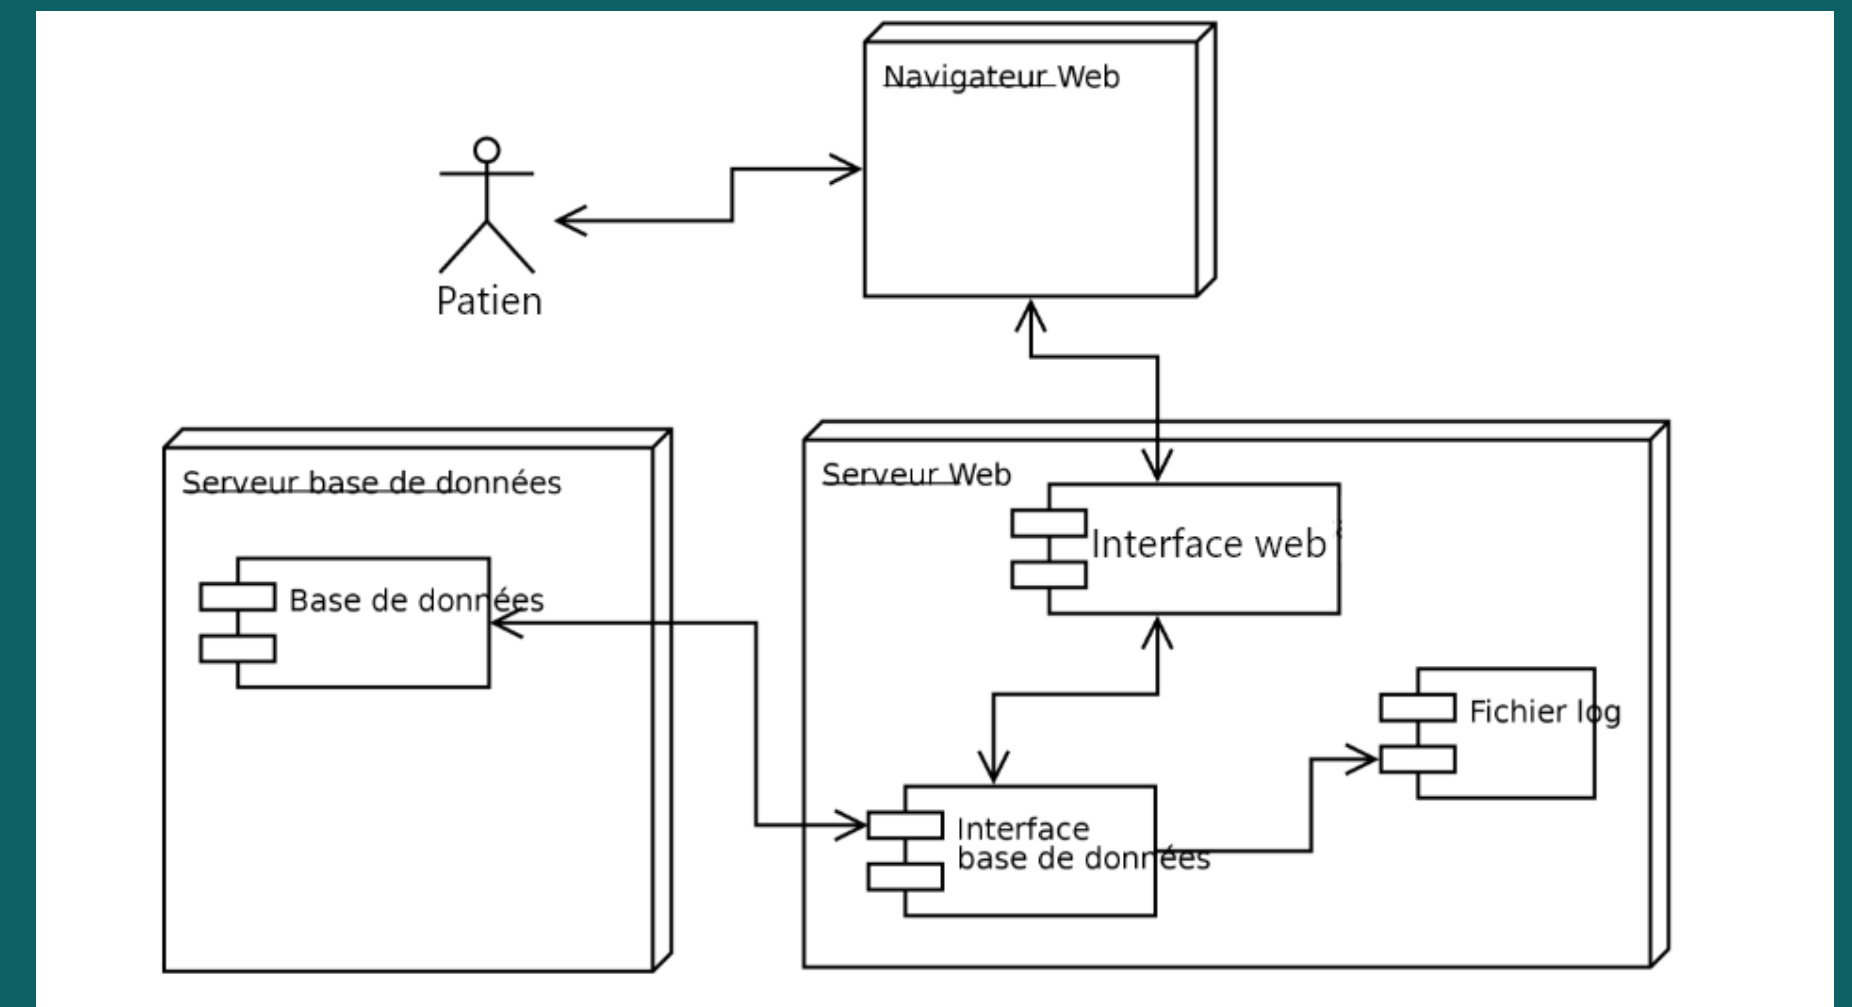 Navigateur Web
Patien
Serveur base de données
Base de données
Serveur Web
Interface web
Fichier log
Interface
base de données